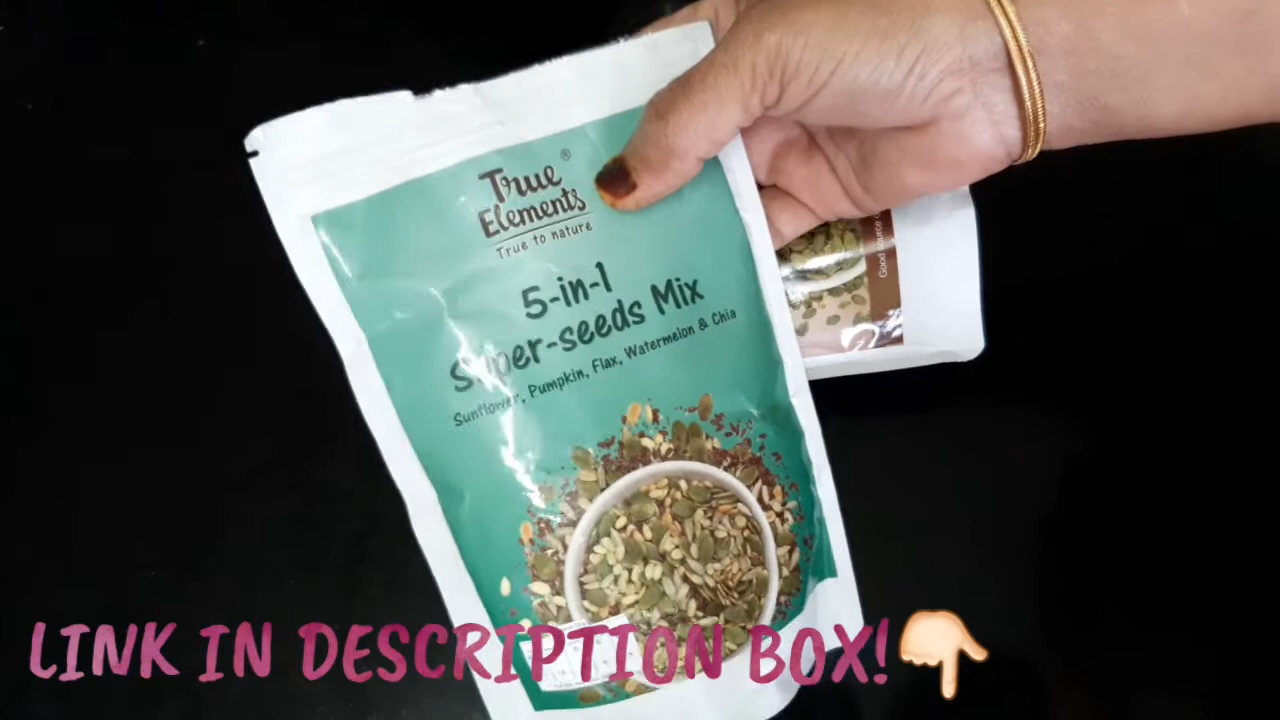 True
Elements®
True to nature
5-in-1
Super-seeds Mix
Sunflower, Pumpkin, Flax, Watermelon & Chia
Good source o
LINK IN DESCRIPTION BOX!👇🏻